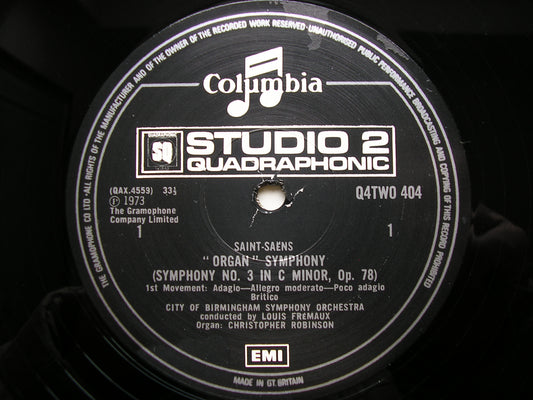 ALL RIGHTS OF THE MANUFACTURER AND OF THE OWNER OF THE RECORDED WORK RESERVED·UNAUTHORISED PUBLIC PERFORMANCE BROADCASTING AND COPYING OF THIS RECORD PROHIBITED
THE GRAMOPHONE CO LTD·
Columbia
SQ
STUDIO 2
QUADRAPHONIC
(QAX.4559) 33⅓
Q4TWO 404
Ⓟ 1973
The Gramophone
Company Limited
1
1
SAINT-SAENS
"ORGAN" SYMPHONY
(SYMPHONY NO. 3 IN C MINOR, Op. 78)
1st Movement: Adagio—Allegro moderato—Poco adagio
Britico
CITY OF BIRMINGHAM SYMPHONY ORCHESTRA
conducted by LOUIS FREMAUX
Organ: CHRISTOPHER ROBINSON
EMI
MADE IN GT. BRITAIN